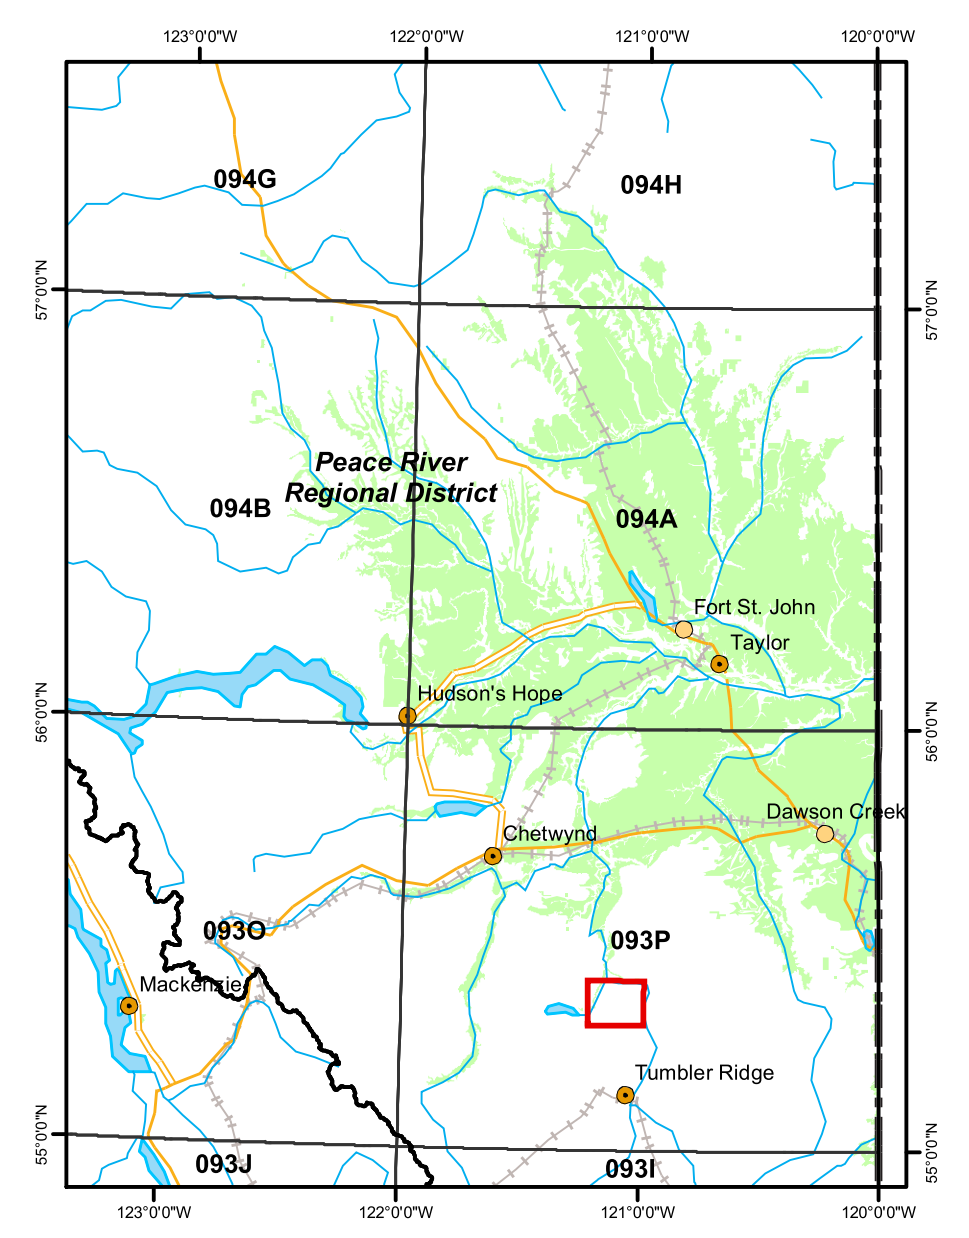 123°0'0"W
122°0'0"W
121°0'0"W
120°0'0"W
094G
094H
57°0'0"N
57°0'0"N
Peace River
Regional District
094B
094A
Fort St. John
Taylor
Hudson's Hope
56°0'0"N
56°0'0"N
Dawson Creek
Chetwynd
093O
093P
Mackenzie
Tumbler Ridge
55°0'0"N
55°0'0"N
093J
093I
123°0'0"W
122°0'0"W
121°0'0"W
120°0'0"W